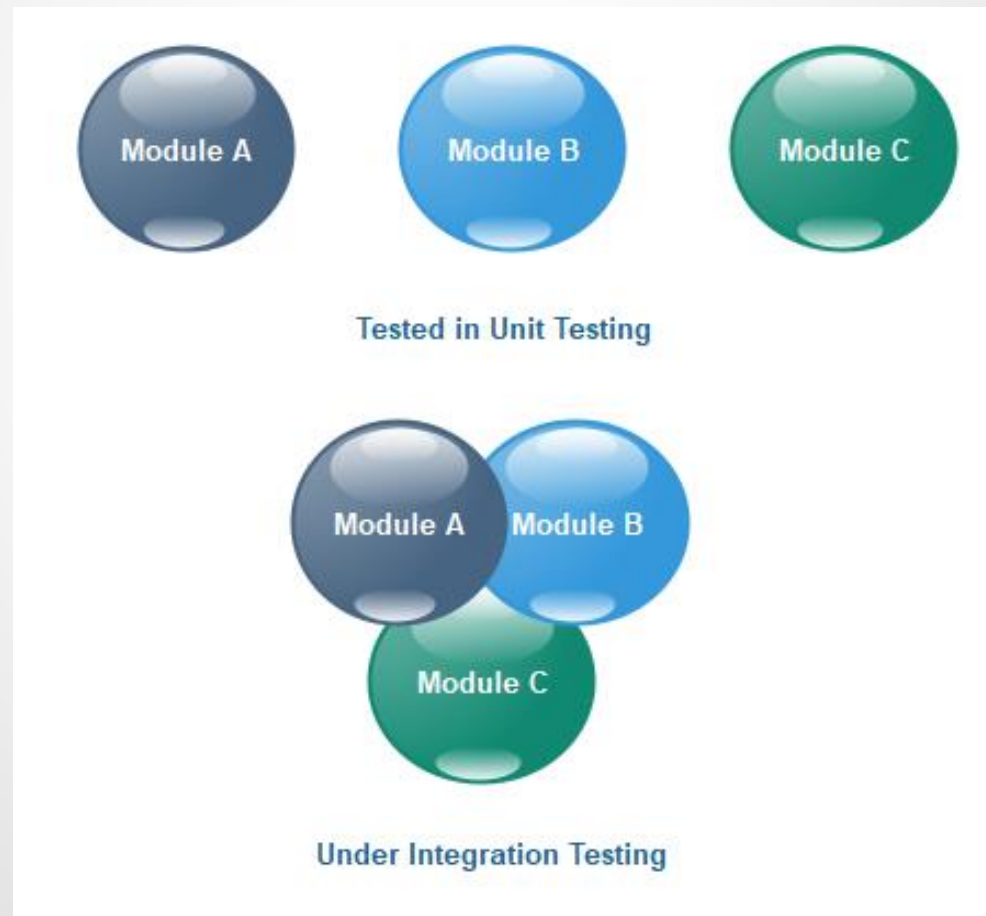 Module A
Module B
Module C
Tested in Unit Testing
Module A
Module B
Module C
Under Integration Testing